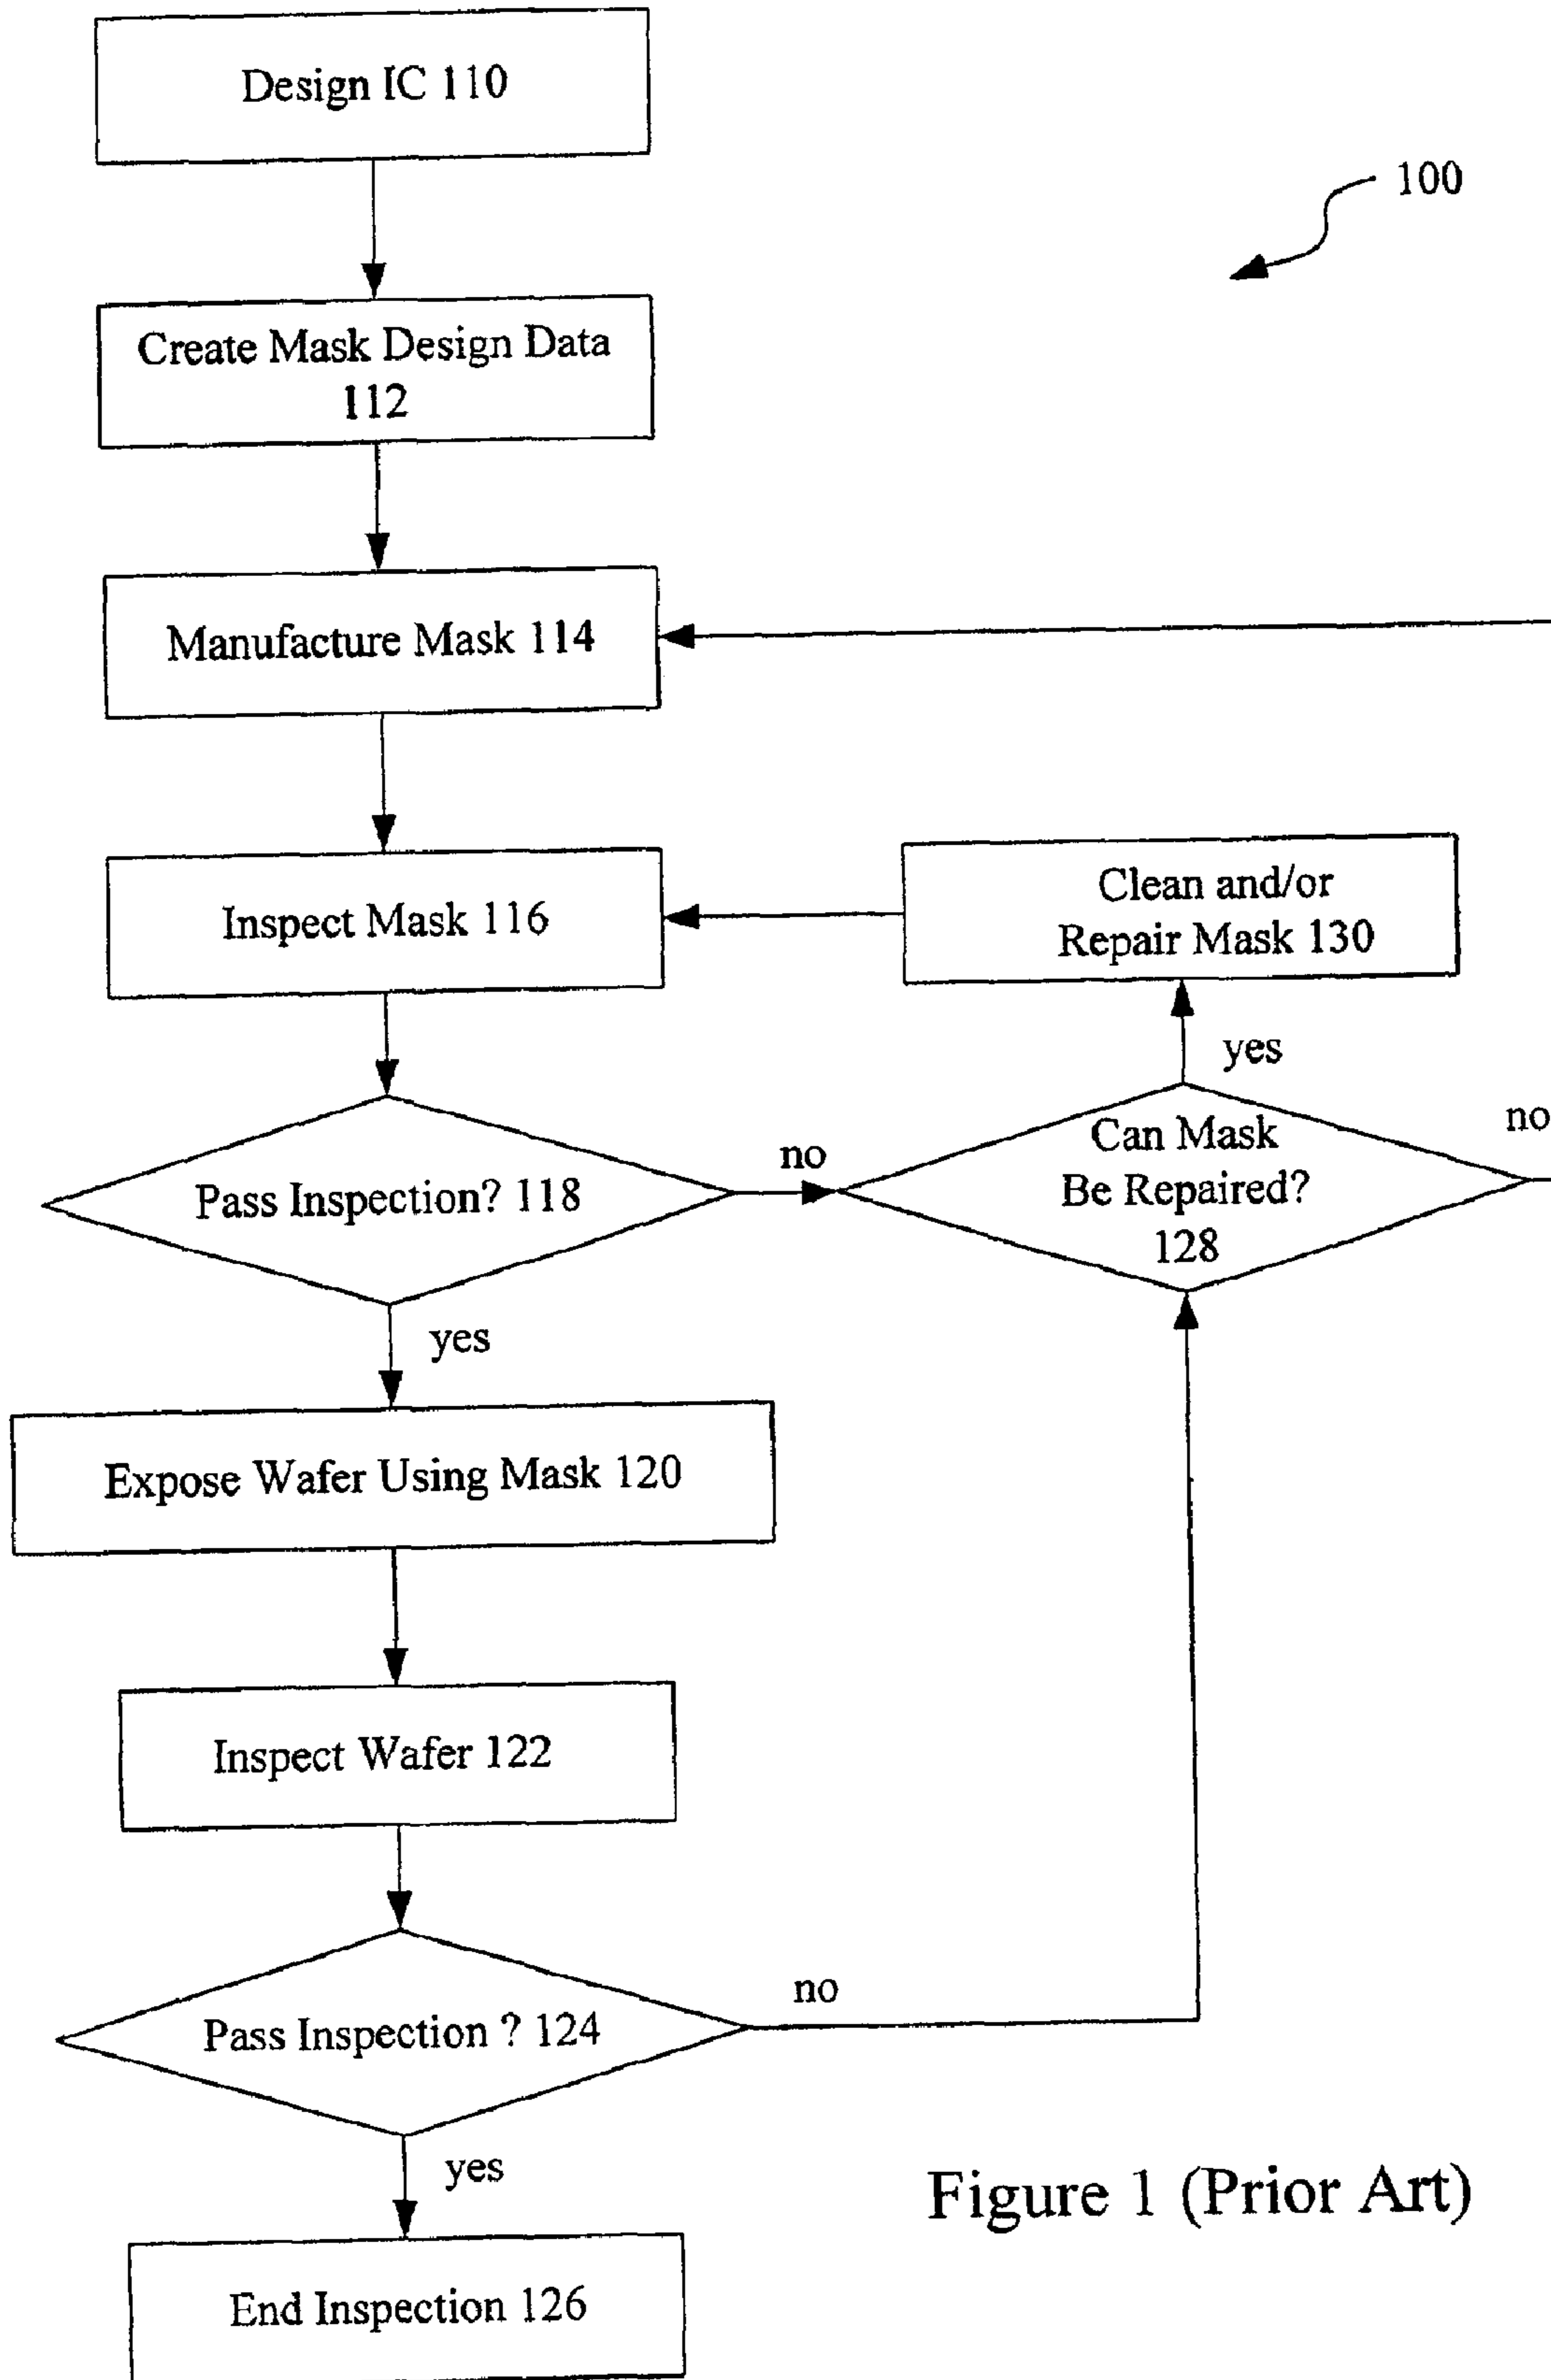 Design IC 110
100
Create Mask Design Data
112
Manufacture Mask 114
Clean and/or
Repair Mask 130
Inspect Mask 116
yes
no
Can Mask
Be Repaired?
128
no
Pass Inspection? 118
yes
Expose Wafer Using Mask 120
Inspect Wafer 122
no
Pass Inspection ? 124
yes
Figure 1 (Prior Art)
End Inspection 126